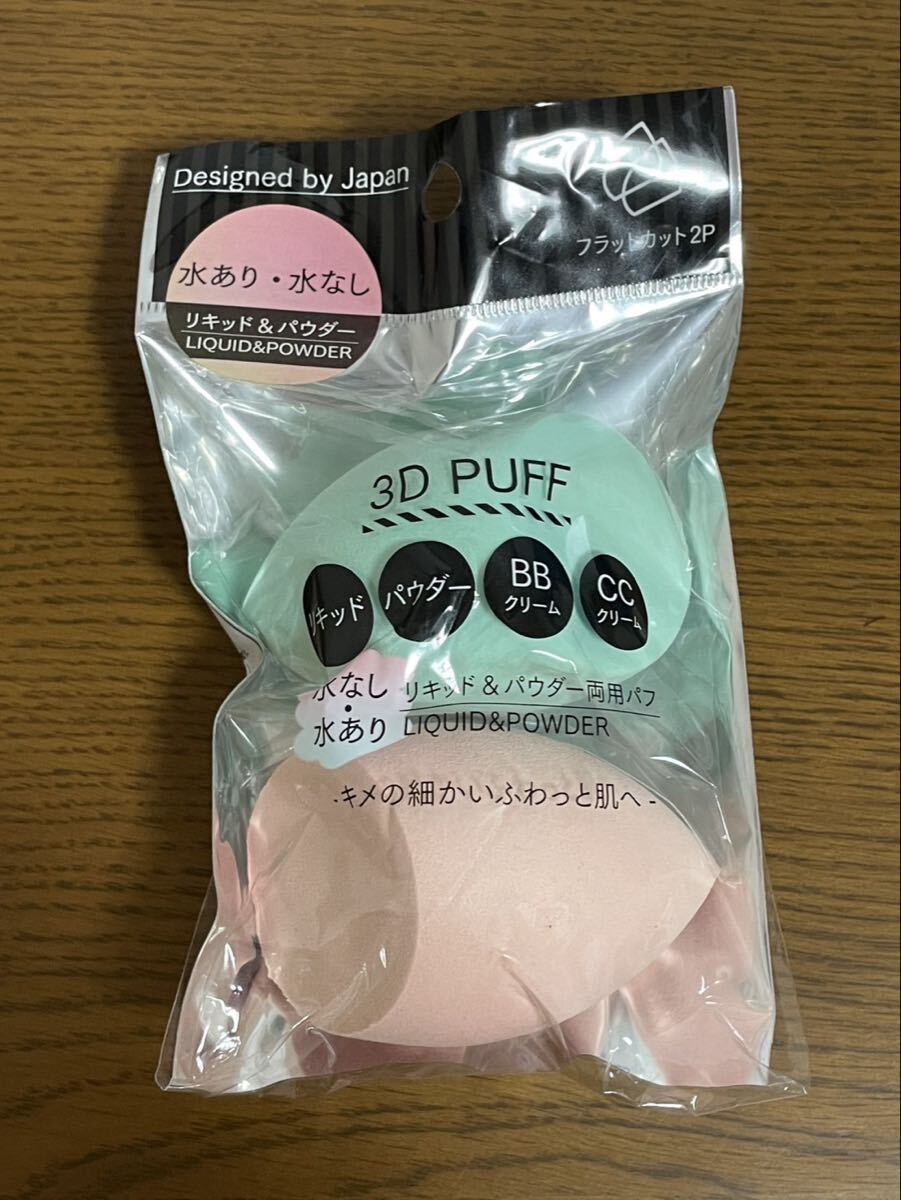 Designed by Japan
フラットカット2P
水あり・水なし
リキッド&パウダー
LIQUID&POWDER
3D PUFF
リキッド
パウダー
BB
クリーム
CC
クリーム
水なし
・
水あり
リキッド&パウダー両用パフ
LIQUID&POWDER
-キメの細かいふわっと肌へ-